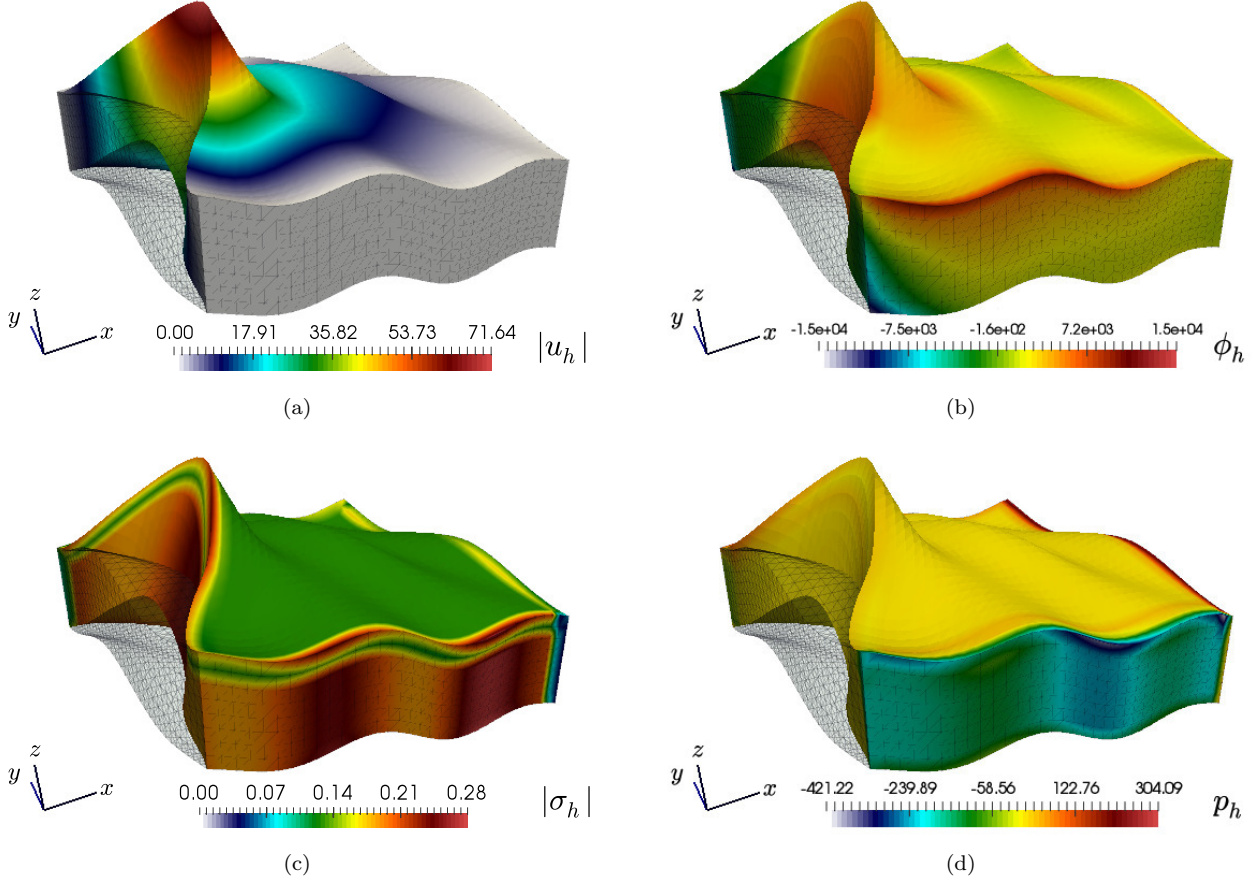 z
y
x
0.00 17.91 35.82 53.73 71.64
|u_h|
(a)
z
y
x
-1.5e+04 -7.5e+03 -1.6e+02 7.2e+03 1.5e+04
ϕ_h
(b)
z
y
x
0.00 0.07 0.14 0.21 0.28
|σ_h|
(c)
z
y
x
-421.22 -239.89 -58.56 122.76 304.09
p_h
(d)